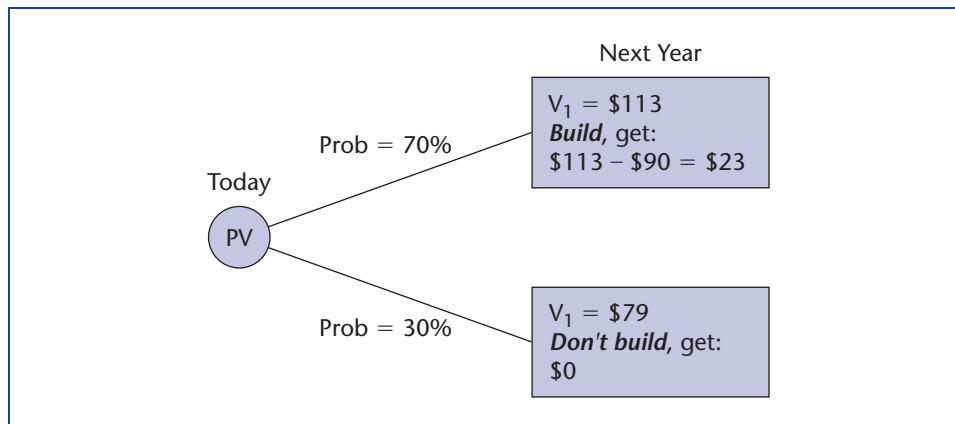 Next Year
V₁ = $113
Build, get:
$113 – $90 = $23
Prob = 70%
Today
PV
Prob = 30%
V₁ = $79
Don't build, get:
$0